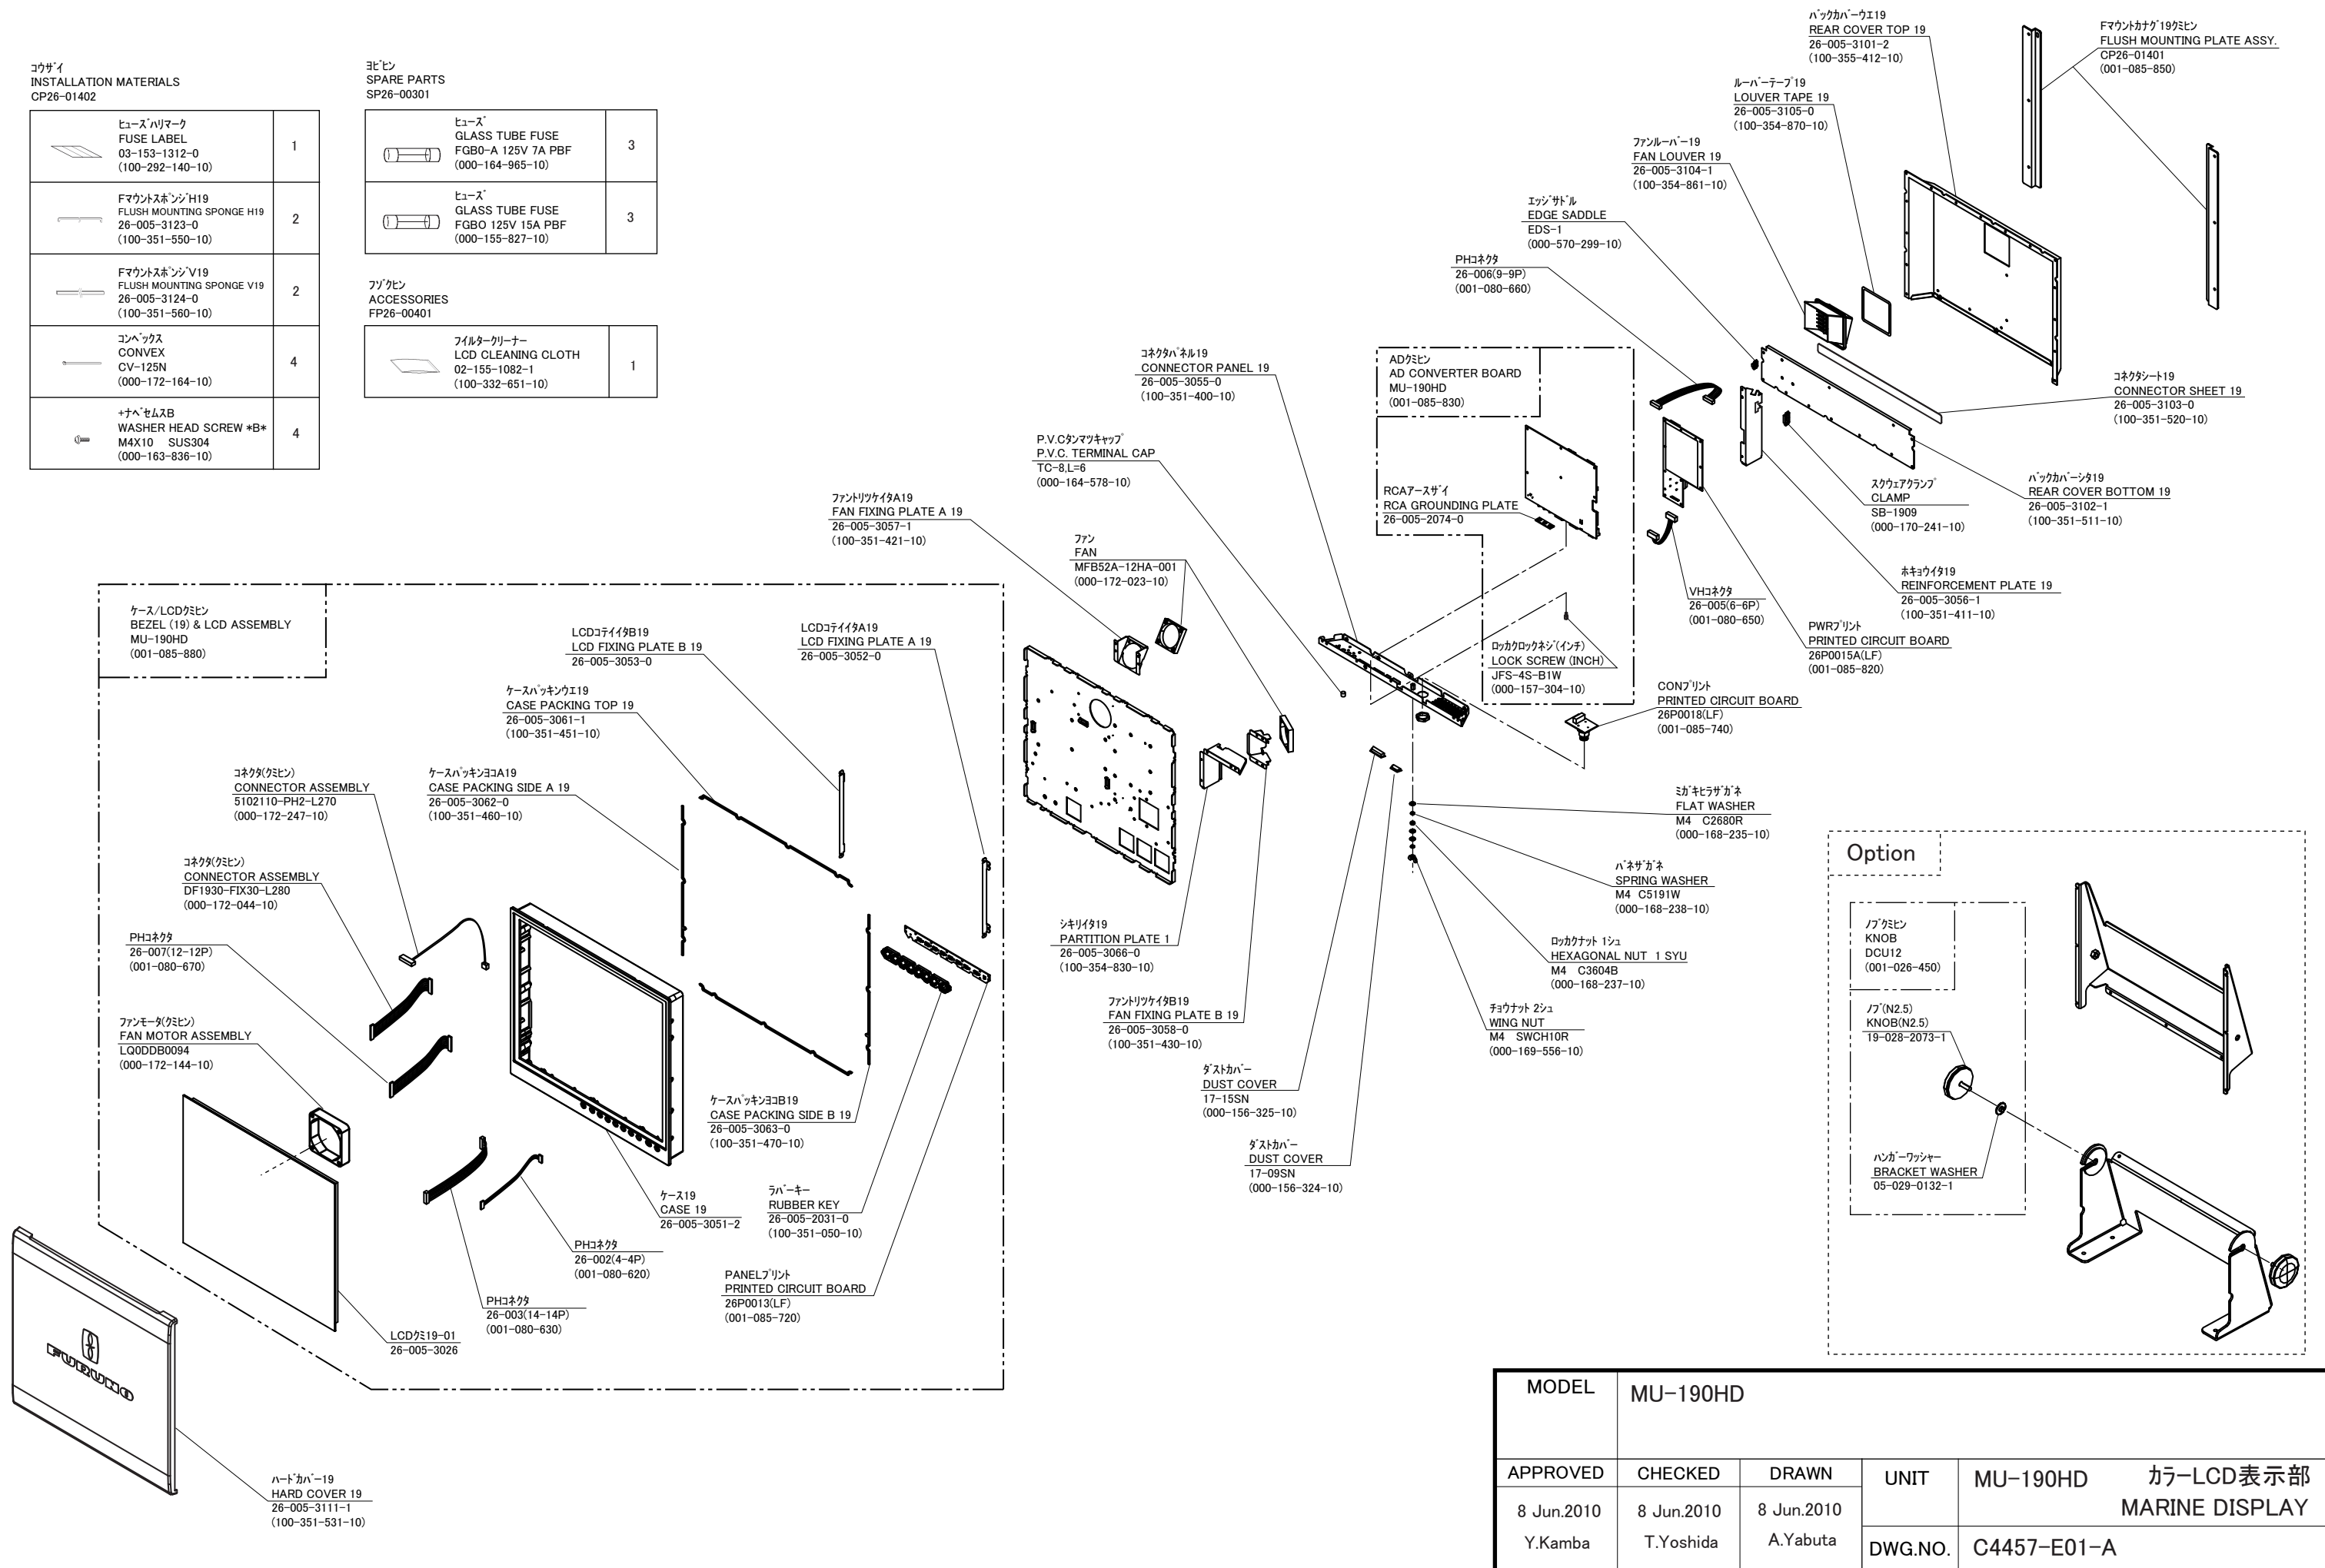 コウザイ
INSTALLATION MATERIALS
CP26-01402
ヒューズハリマーク
FUSE LABEL
03-153-1312-0
(100-292-140-10)
1
FマウントスポンジH19
FLUSH MOUNTING SPONGE H19
26-005-3123-0
(100-351-550-10)
2
FマウントスポンジV19
FLUSH MOUNTING SPONGE V19
26-005-3124-0
(100-351-560-10)
2
コンベックス
CONVEX
CV-125N
(000-172-164-10)
4
+ナベセムスB
WASHER HEAD SCREW *B*
M4X10 SUS304
(000-163-836-10)
4
ヨビヒン
SPARE PARTS
SP26-00301
ヒューズ
GLASS TUBE FUSE
FGB0-A 125V 7A PBF
(000-164-965-10)
3
ヒューズ
GLASS TUBE FUSE
FGBO 125V 15A PBF
(000-155-827-10)
3
フゾクヒン
ACCESSORIES
FP26-00401
フイルタークリーナー
LCD CLEANING CLOTH
02-155-1082-1
(100-332-651-10)
1
バックカバーウエ19
REAR COVER TOP 19
26-005-3101-2
(100-355-412-10)
Fマウントカナグ19クミヒン
FLUSH MOUNTING PLATE ASSY.
CP26-01401
(001-085-850)
ルーバーテープ19
LOUVER TAPE 19
26-005-3105-0
(100-354-870-10)
ファンルーバー19
FAN LOUVER 19
26-005-3104-1
(100-354-861-10)
エッジサドル
EDGE SADDLE
EDS-1
(000-570-299-10)
PHコネクタ
26-006(9-9P)
(001-080-660)
コネクタパネル19
CONNECTOR PANEL 19
26-005-3055-0
(100-351-400-10)
ADクミヒン
AD CONVERTER BOARD
MU-190HD
(001-085-830)
RCAアースザイ
RCA GROUNDING PLATE
26-005-2074-0
コネクタシート19
CONNECTOR SHEET 19
26-005-3103-0
(100-351-520-10)
バックカバーシタ19
REAR COVER BOTTOM 19
26-005-3102-1
(100-351-511-10)
スクウェアクランプ
CLAMP
SB-1909
(000-170-241-10)
ホキョウイタ19
REINFORCEMENT PLATE 19
26-005-3056-1
(100-351-411-10)
VHコネクタ
26-005(6-6P)
(001-080-650)
PWRプリント
PRINTED CIRCUIT BOARD
26P0015A(LF)
(001-085-820)
ロッカクロックネジ(インチ)
LOCK SCREW (INCH)
JFS-4S-B1W
(000-157-304-10)
CONプリント
PRINTED CIRCUIT BOARD
26P0018(LF)
(001-085-740)
P.V.Cタンマツキャップ
P.V.C. TERMINAL CAP
TC-8,L=6
(000-164-578-10)
ファントリツケイタA19
FAN FIXING PLATE A 19
26-005-3057-1
(100-351-421-10)
ファン
FAN
MFB52A-12HA-001
(000-172-023-10)
ミガキヒラザガネ
FLAT WASHER
M4 C2680R
(000-168-235-10)
バネザガネ
SPRING WASHER
M4 C5191W
(000-168-238-10)
ロッカクナット 1シュ
HEXAGONAL NUT 1 SYU
M4 C3604B
(000-168-237-10)
チョウナット 2シュ
WING NUT
M4 SWCH10R
(000-169-556-10)
シキリイタ19
PARTITION PLATE 1
26-005-3066-0
(100-354-830-10)
ファントリツケイタB19
FAN FIXING PLATE B 19
26-005-3058-0
(100-351-430-10)
ダストカバー
DUST COVER
17-15SN
(000-156-325-10)
ダストカバー
DUST COVER
17-09SN
(000-156-324-10)
ケース/LCDクミヒン
BEZEL (19) & LCD ASSEMBLY
MU-190HD
(001-085-880)
LCDコテイイタB19
LCD FIXING PLATE B 19
26-005-3053-0
LCDコテイイタA19
LCD FIXING PLATE A 19
26-005-3052-0
ケースパッキンウエ19
CASE PACKING TOP 19
26-005-3061-1
(100-351-451-10)
ケースパッキンヨコA19
CASE PACKING SIDE A 19
26-005-3062-0
(100-351-460-10)
コネクタ(クミヒン)
CONNECTOR ASSEMBLY
5102110-PH2-L270
(000-172-247-10)
コネクタ(クミヒン)
CONNECTOR ASSEMBLY
DF1930-FIX30-L280
(000-172-044-10)
PHコネクタ
26-007(12-12P)
(001-080-670)
ファンモータ(クミヒン)
FAN MOTOR ASSEMBLY
LQ0DDB0094
(000-172-144-10)
ケースパッキンヨコB19
CASE PACKING SIDE B 19
26-005-3063-0
(100-351-470-10)
ケース19
CASE 19
26-005-3051-2
ラバーキー
RUBBER KEY
26-005-2031-0
(100-351-050-10)
PHコネクタ
26-002(4-4P)
(001-080-620)
PANELプリント
PRINTED CIRCUIT BOARD
26P0013(LF)
(001-085-720)
PHコネクタ
26-003(14-14P)
(001-080-630)
LCDクミ19-01
26-005-3026
FURUNO
ハードカバー19
HARD COVER 19
26-005-3111-1
(100-351-531-10)
Option
ノブクミヒン
KNOB
DCU12
(001-026-450)
ノブ(N2.5)
KNOB(N2.5)
19-028-2073-1
ハンガーワッシャー
BRACKET WASHER
05-029-0132-1
MODEL
MU-190HD
APPROVED
CHECKED
DRAWN
8 Jun.2010
8 Jun.2010
8 Jun.2010
Y.Kamba
T.Yoshida
A.Yabuta
UNIT
MU-190HD
カラーLCD表示部
MARINE DISPLAY
DWG.NO.
C4457-E01-A